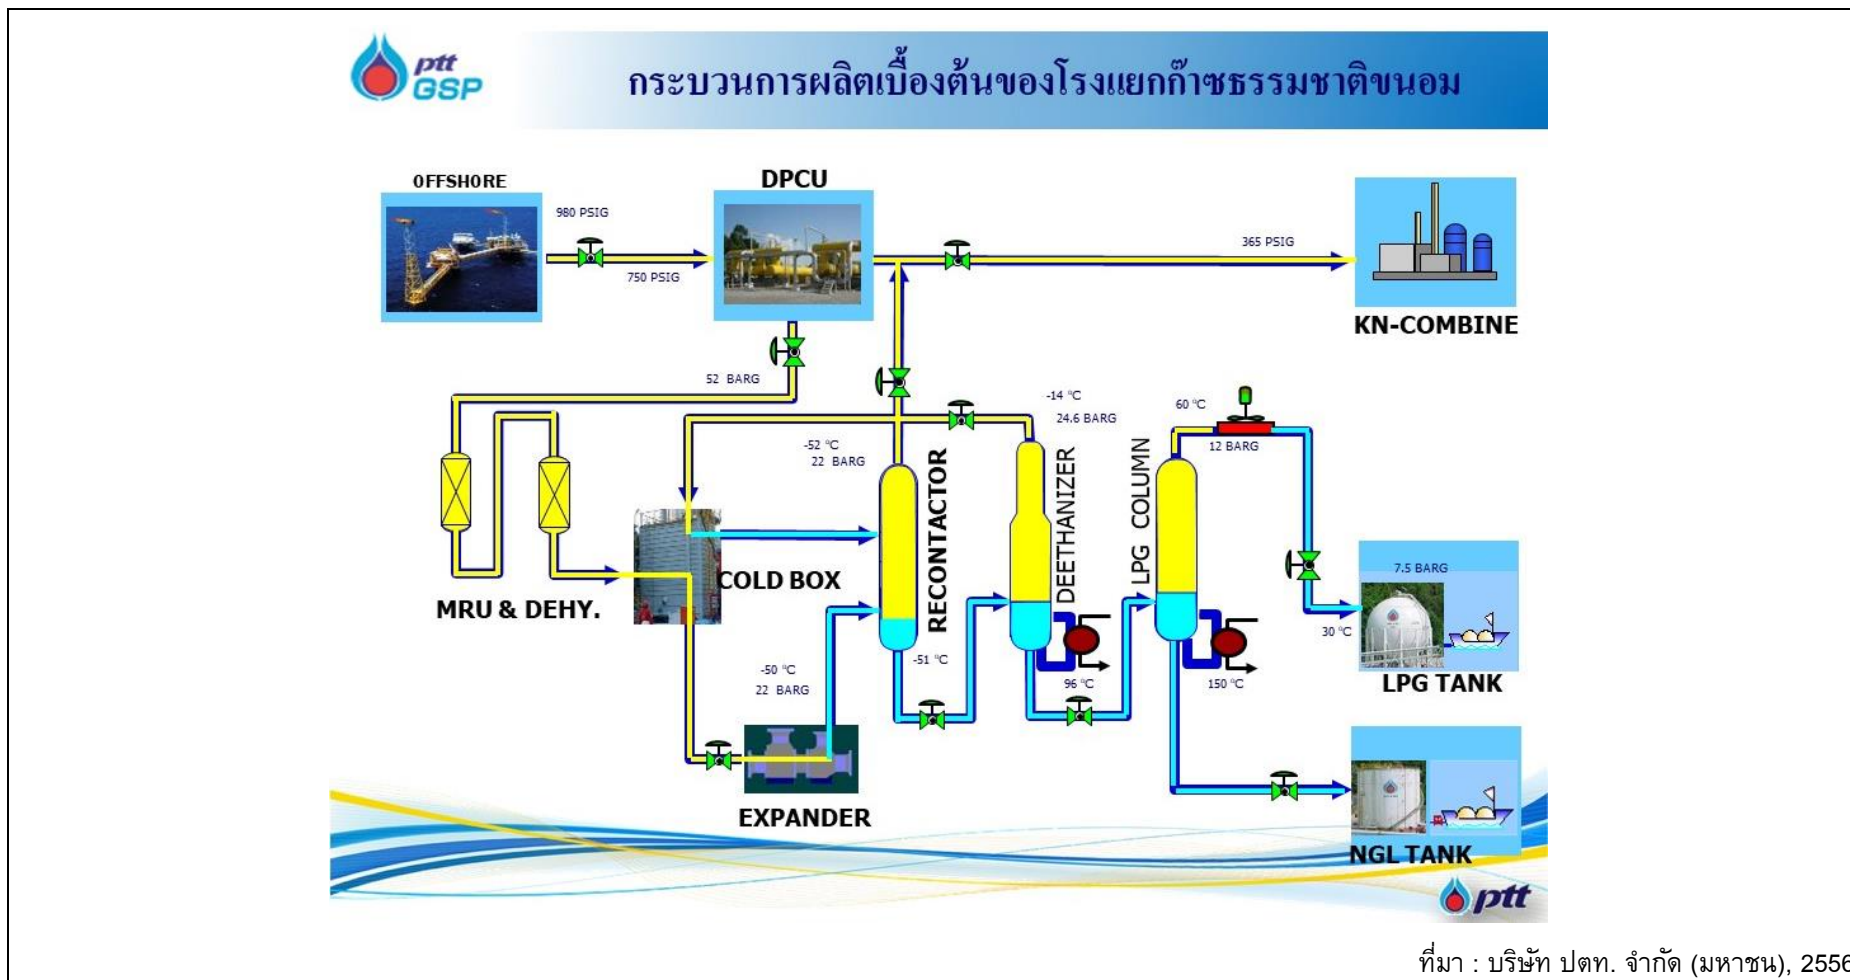 ptt
GSP
กระบวนการผลิตเบื้องต้นของโรงแยกก๊าซธรรมชาติขนอม
OFFSHORE
DPCU
980 PSIG
750 PSIG
365 PSIG
KN-COMBINE
52 BARG
-14 °C
24.6 BARG
60 °C
12 BARG
-52 °C
22 BARG
RECONTACTOR
DEETHANIZER
LPG COLUMN
COLD BOX
MRU & DEHY.
7.5 BARG
30 °C
LPG TANK
-51 °C
-50 °C
22 BARG
96 °C
150 °C
EXPANDER
NGL TANK
ptt
ที่มา : บริษัท ปตท. จำกัด (มหาชน), 2556